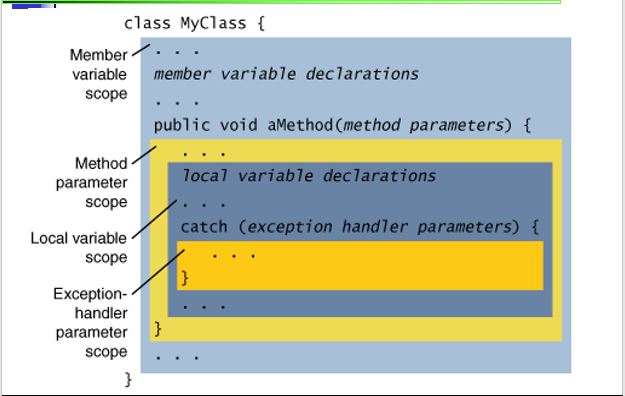 class MyClass {
. . .
member variable declarations
. . .
public void aMethod(method parameters) {
. . .
local variable declarations
. . .
catch (exception handler parameters) {
. . .
}
. . .
}
. . .
}
Member
variable
scope
Method
parameter
scope
Local variable
scope
Exception-
handler
parameter
scope